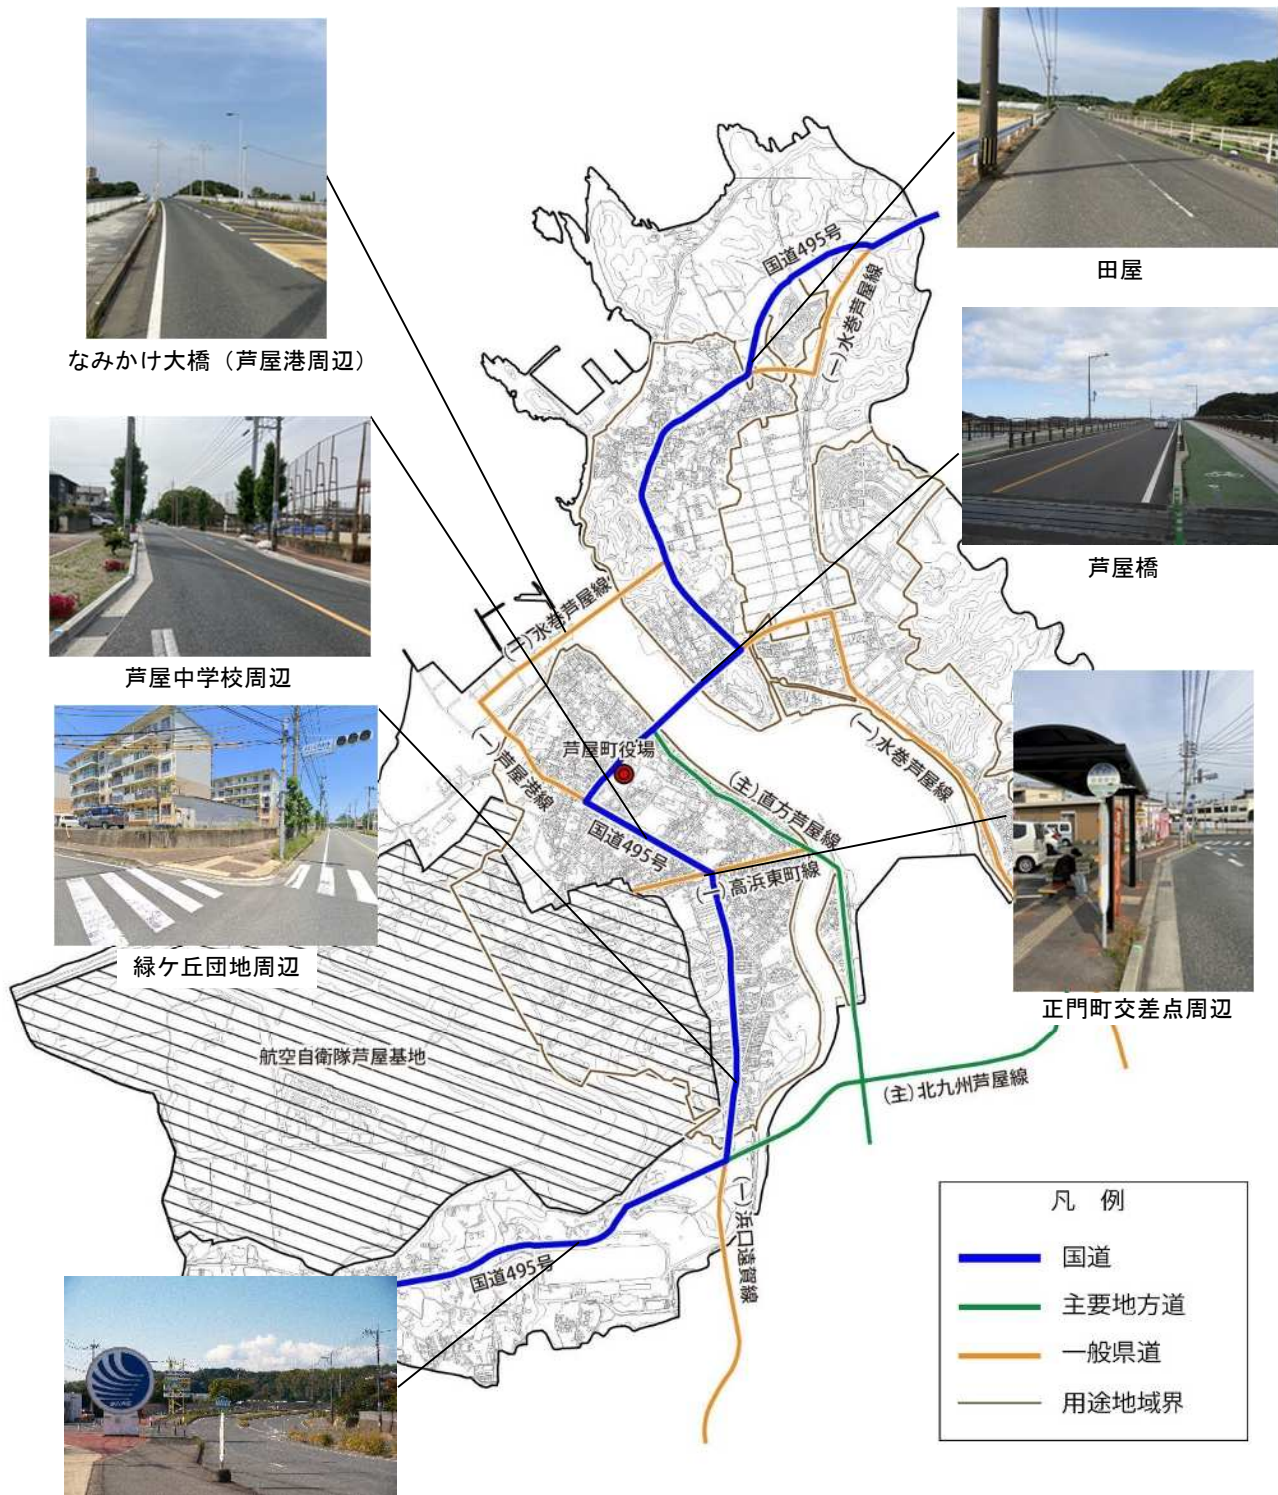 なみかけ大橋（芦屋港周辺）
田屋
国道495号
(一)水巻芦屋線
芦屋橋
芦屋中学校周辺
(一)水巻芦屋線
芦屋町役場
(一)芦屋港線
(主)直方芦屋線
(一)水巻芦屋線
国道495号
(一)高浜東町線
緑ケ丘団地周辺
正門町交差点周辺
航空自衛隊芦屋基地
(主)北九州芦屋線
(一)浜口遠賀線
国道495号
凡 例
国道
主要地方道
一般県道
用途地域界